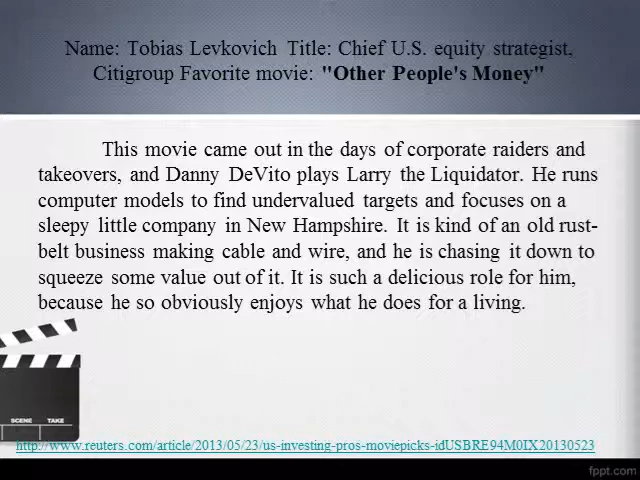 Name: Tobias Levkovich Title: Chief U.S. equity strategist,
Citigroup Favorite movie: "Other People's Money"
This movie came out in the days of corporate raiders and
takeovers, and Danny DeVito plays Larry the Liquidator. He runs
computer models to find undervalued targets and focuses on a
sleepy little company in New Hampshire. It is kind of an old rust-
belt business making cable and wire, and he is chasing it down to
squeeze some value out of it. It is such a delicious role for him,
because he so obviously enjoys what he does for a living.
SCENE TAKE
http://www.reuters.com/article/2013/05/23/us-investing-pros-moviepicks-idUSBRE94M0IX20130523
fppt.com